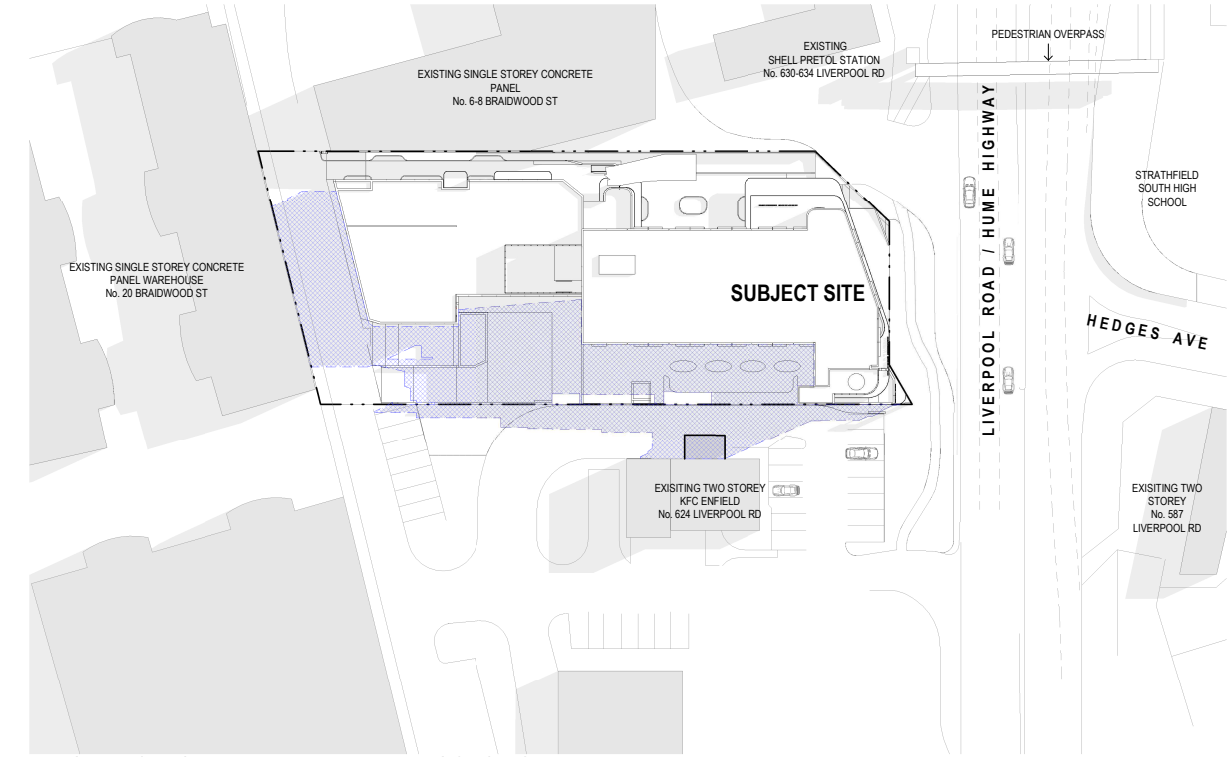 PEDESTRIAN OVERPASS
EXISTING
SHELL PRETOL STATION
No. 630-634 LIVERPOOL RD
EXISTING SINGLE STOREY CONCRETE
PANEL
No. 6-8 BRAIDWOOD ST
LIVERPOOL ROAD / HUME HIGHWAY
STRATHFIELD
SOUTH HIGH
SCHOOL
EXISTING SINGLE STOREY CONCRETE
PANEL WAREHOUSE
No. 20 BRAIDWOOD ST
SUBJECT SITE
HEDGES AVE
EXISITING TWO STOREY
KFC ENFIELD
No. 624 LIVERPOOL RD
EXISITING TWO
STOREY
No. 587
LIVERPOOL RD